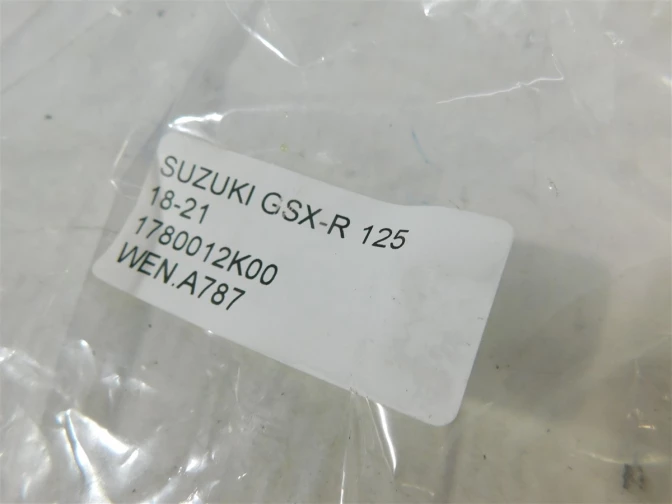 SUZUKI GSX-R 125
18-21
1780012K00
WEN.A787